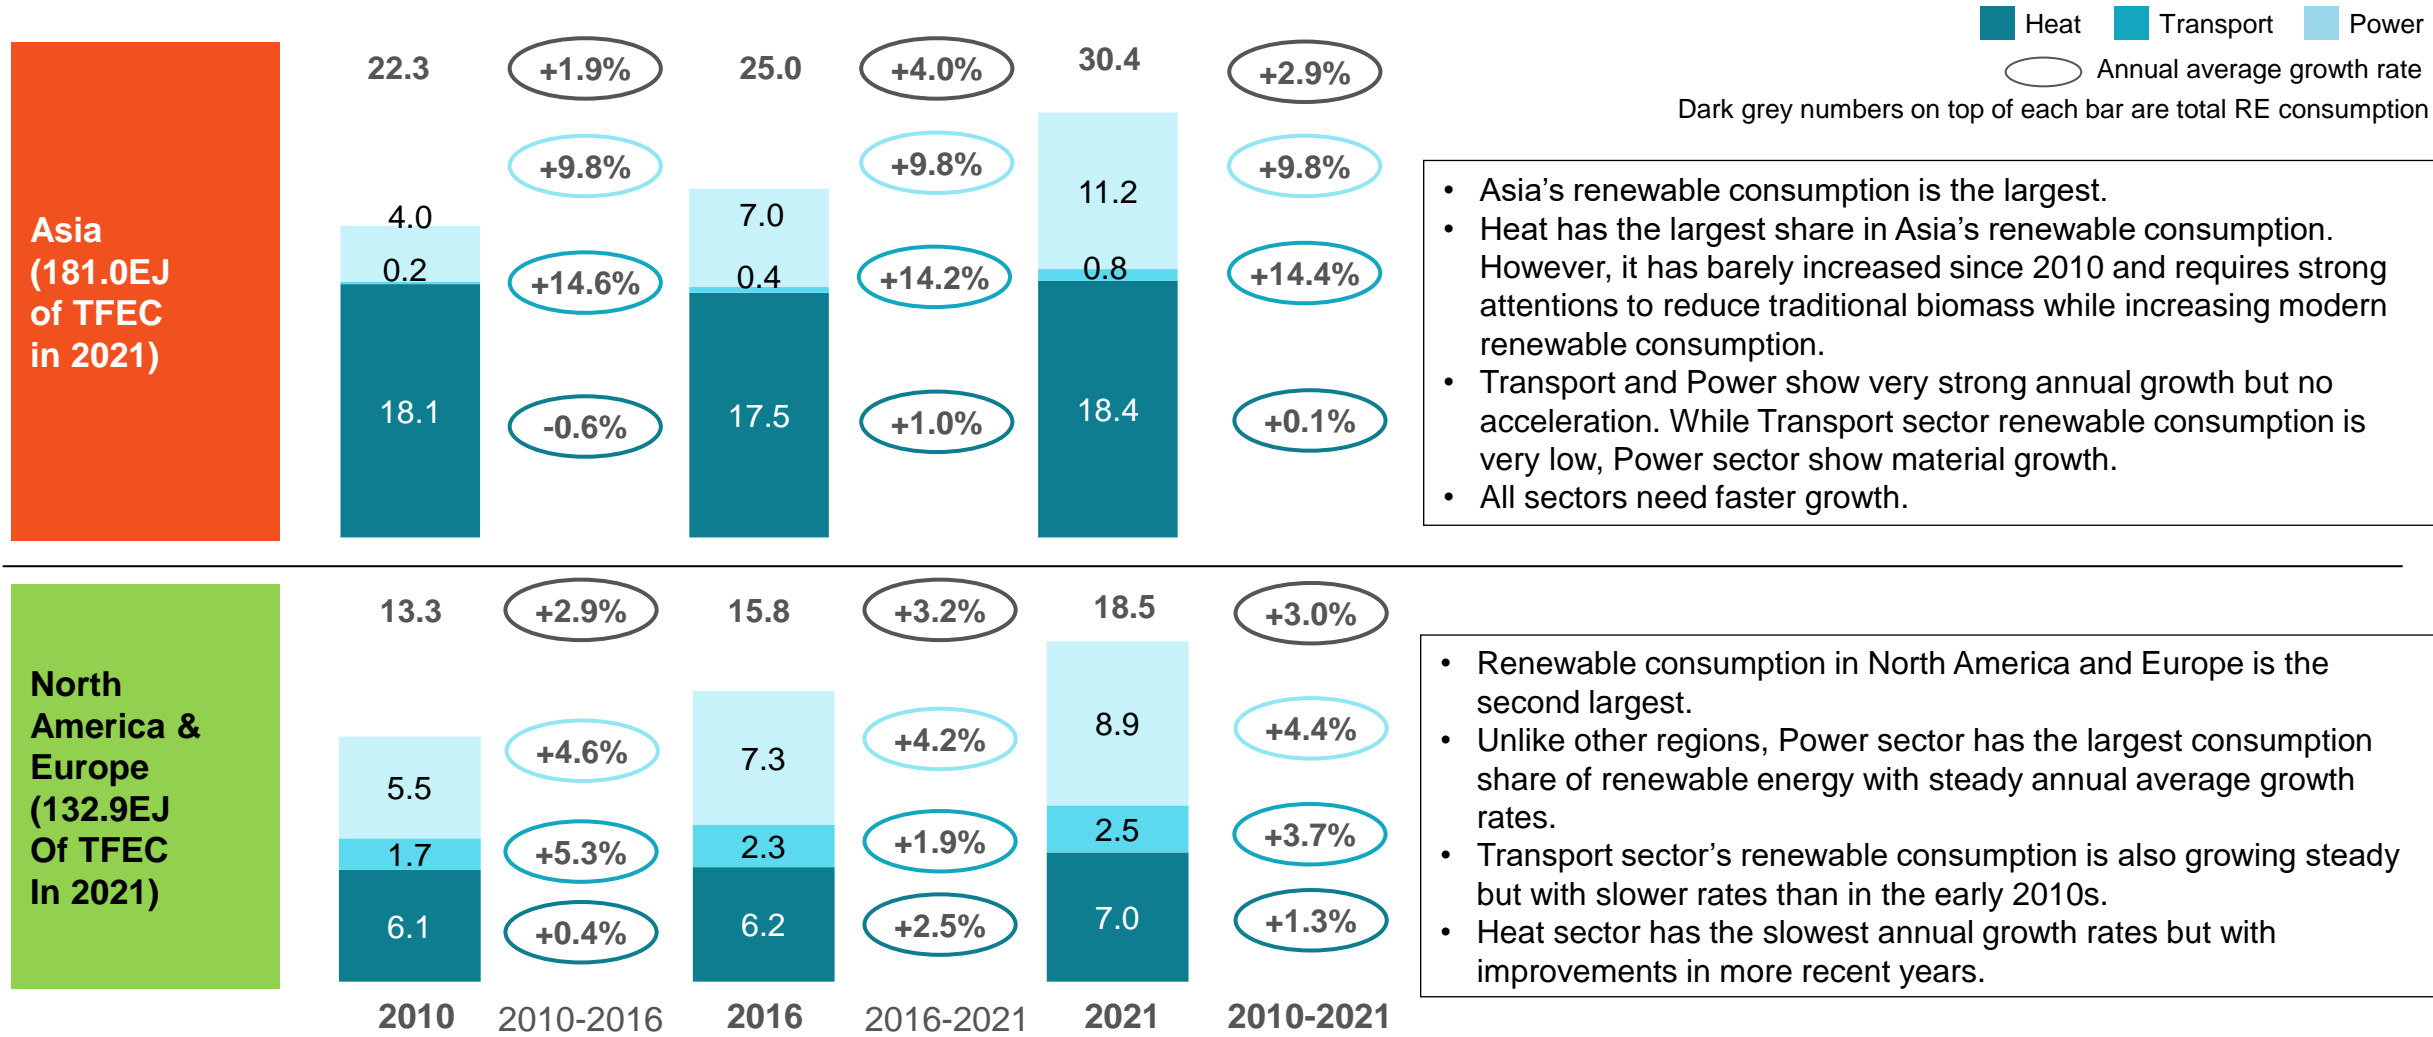 Heat
Transport
Power
Annual average growth rate
Dark grey numbers on top of each bar are total RE consumption
Asia
(181.0EJ
of TFEC
in 2021)
22.3
+1.9%
25.0
+4.0%
30.4
+2.9%
+9.8%
+9.8%
+9.8%
4.0
7.0
11.2
0.2
+14.6%
0.4
+14.2%
0.8
+14.4%
18.1
-0.6%
17.5
+1.0%
18.4
+0.1%
• Asia’s renewable consumption is the largest.
• Heat has the largest share in Asia’s renewable consumption.
However, it has barely increased since 2010 and requires strong
attentions to reduce traditional biomass while increasing modern
renewable consumption.
• Transport and Power show very strong annual growth but no
acceleration. While Transport sector renewable consumption is
very low, Power sector show material growth.
• All sectors need faster growth.
North
America &
Europe
(132.9EJ
Of TFEC
In 2021)
13.3
+2.9%
15.8
+3.2%
18.5
+3.0%
5.5
+4.6%
7.3
+4.2%
8.9
+4.4%
1.7
+5.3%
2.3
+1.9%
2.5
+3.7%
6.1
+0.4%
6.2
+2.5%
7.0
+1.3%
• Renewable consumption in North America and Europe is the
second largest.
• Unlike other regions, Power sector has the largest consumption
share of renewable energy with steady annual average growth
rates.
• Transport sector’s renewable consumption is also growing steady
but with slower rates than in the early 2010s.
• Heat sector has the slowest annual growth rates but with
improvements in more recent years.
2010
2010-2016
2016
2016-2021
2021
2010-2021